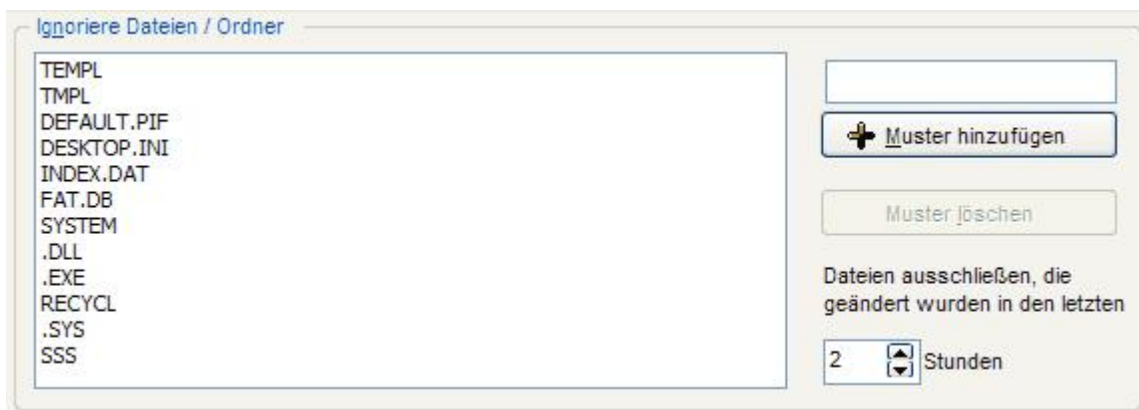 Ignoriere Dateien / Ordner
TEMPL
TMPL
DEFAULT.PIF
DESKTOP.INI
INDEX.DAT
FAT.DB
SYSTEM
.DLL
.EXE
RECYCL
.SYS
SSS
Muster hinzufügen
Muster löschen
Dateien ausschließen, die
geändert wurden in den letzten
2 Stunden